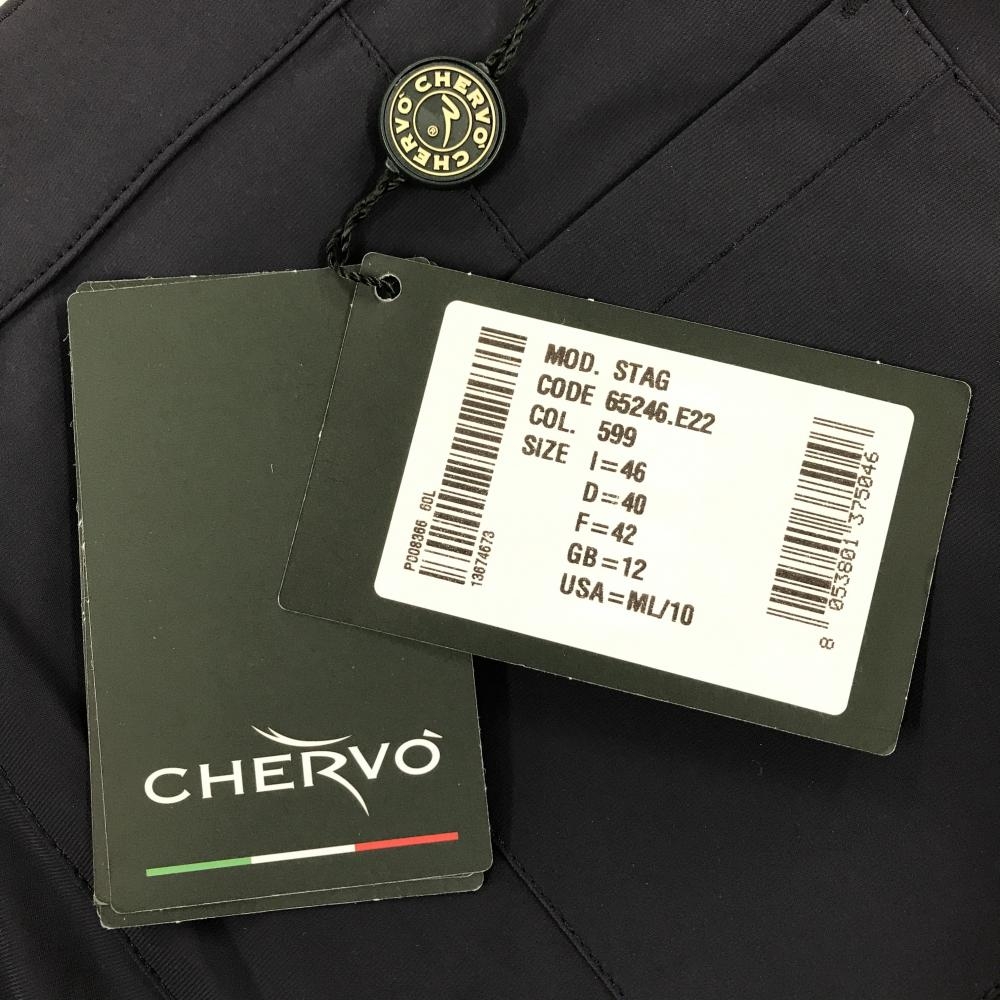 CHERVÒ CHERVÒ
®
MOD. STAG
CODE 65246.E22
COL. 599
SIZE I=46
D=40
F=42
GB=12
USA=ML/10
P008366 60L
13674673
8 053801 375046
CHERVÒ